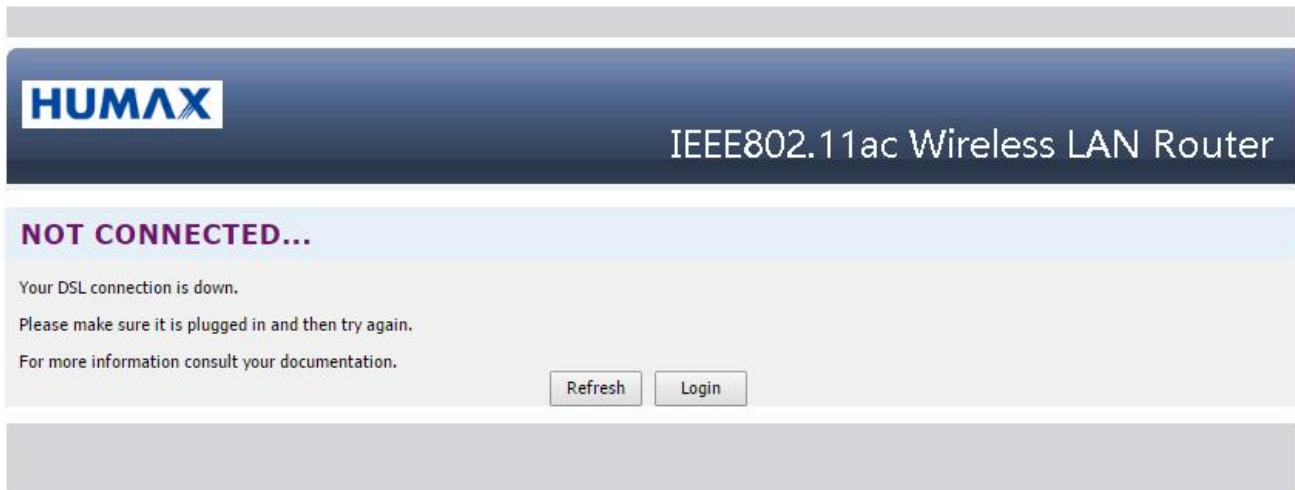 HUMAX
IEEE802.11ac Wireless LAN Router
NOT CONNECTED...
Your DSL connection is down.
Please make sure it is plugged in and then try again.
For more information consult your documentation.
Refresh Login